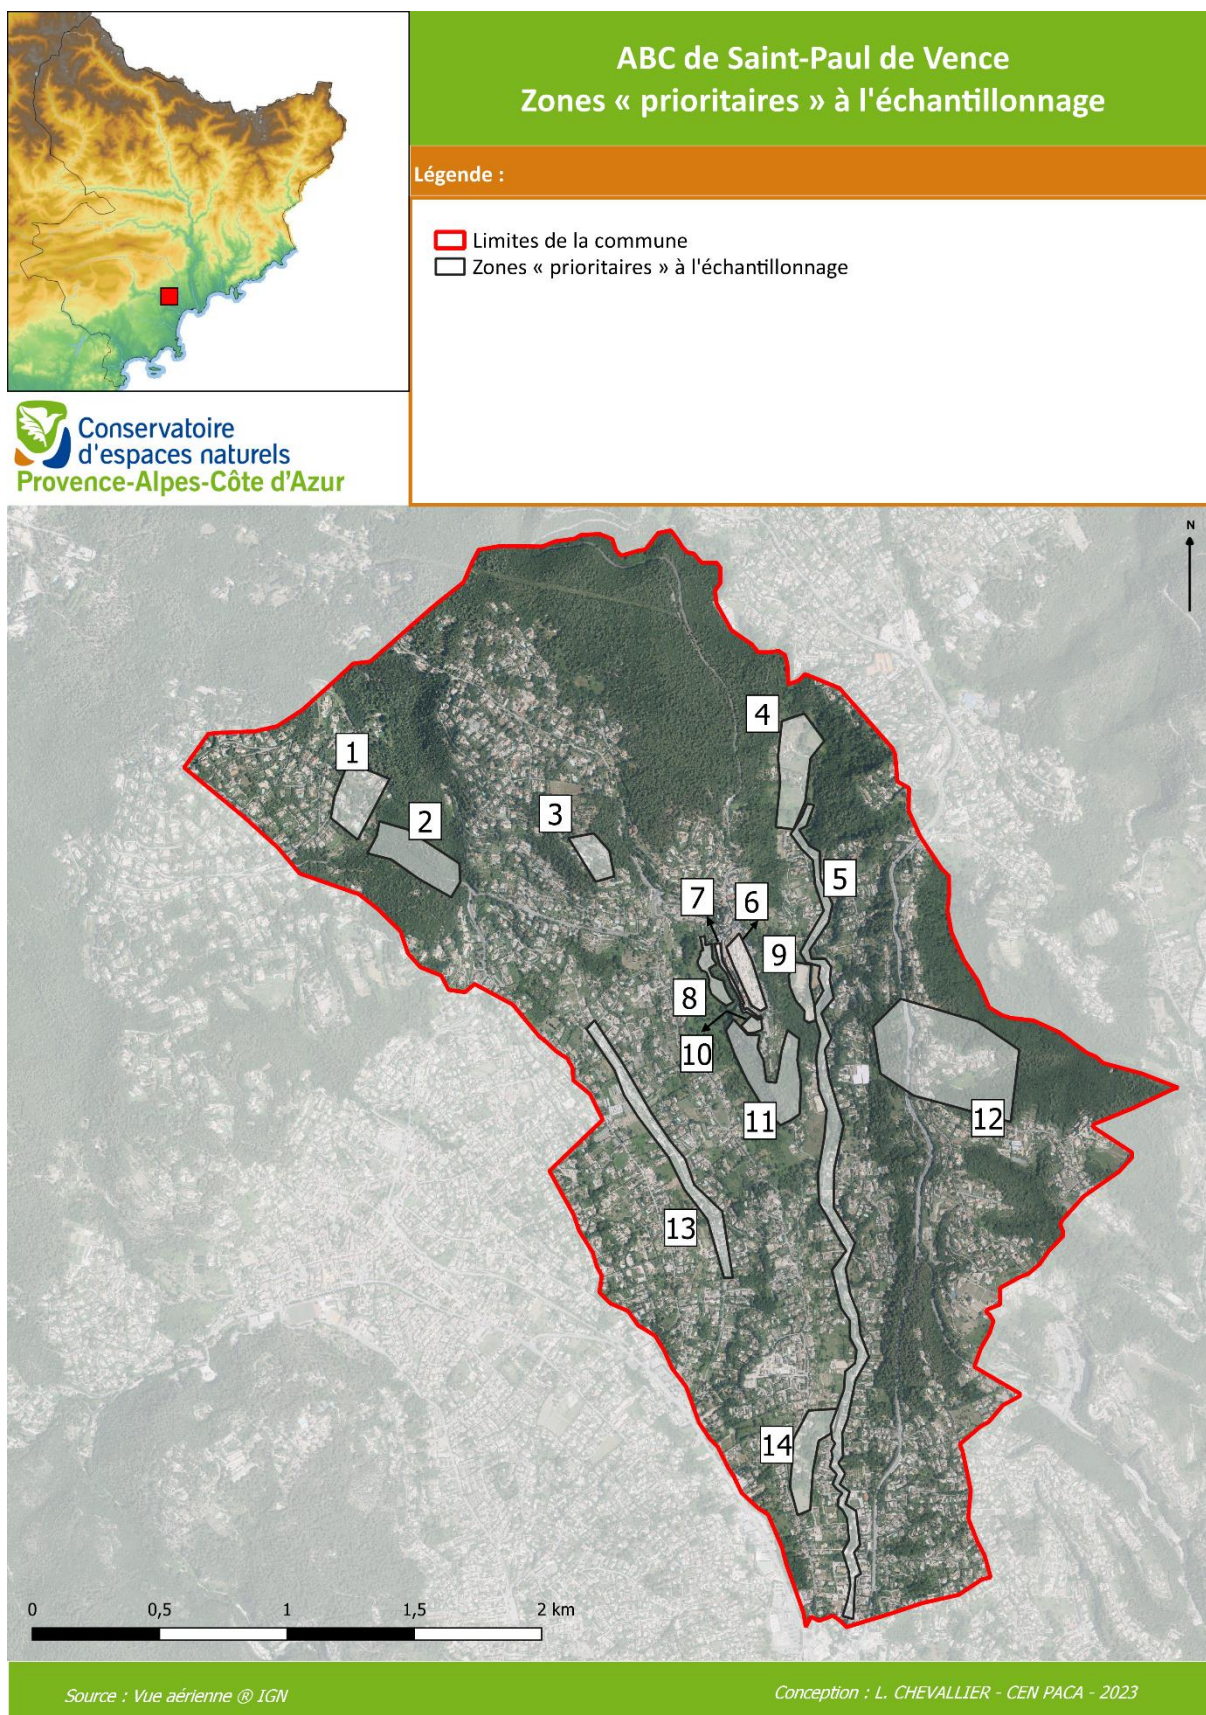 ABC de Saint-Paul de Vence
Zones « prioritaires » à l'échantillonnage
Légende :
Limites de la commune
Zones « prioritaires » à l'échantillonnage
Conservatoire
d'espaces naturels
Provence-Alpes-Côte d'Azur
N
4
1
2
3
5
7
6
9
8
10
11
12
13
14
0 0,5 1 1,5 2 km
Source : Vue aérienne ® IGN
Conception : L. CHEVALLIER - CEN PACA - 2023